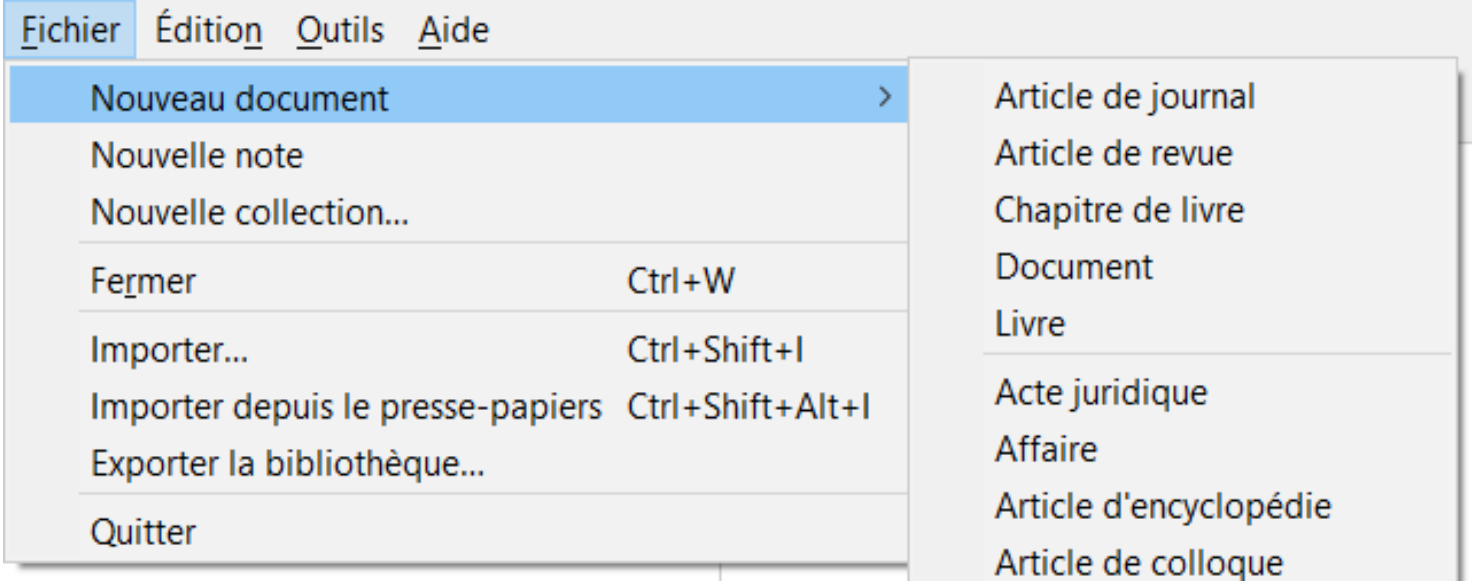 Fichier Édition Outils Aide
Nouveau document
Nouvelle note
Nouvelle collection...
Fermer Ctrl+W
Importer... Ctrl+Shift+I
Importer depuis le presse-papiers Ctrl+Shift+Alt+I
Exporter la bibliothèque...
Quitter
Article de journal
Article de revue
Chapitre de livre
Document
Livre
Acte juridique
Affaire
Article d'encyclopédie
Article de colloque